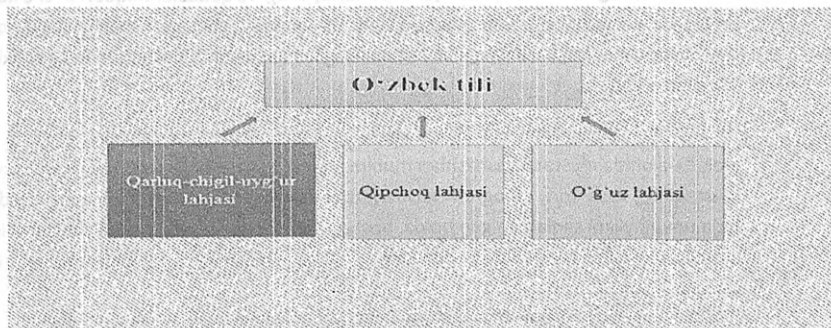 O‘zbek tili
Qarluq-chigil-uyg‘ur
lahjasi
Qipchoq lahjasi
O‘g‘uz lahjasi